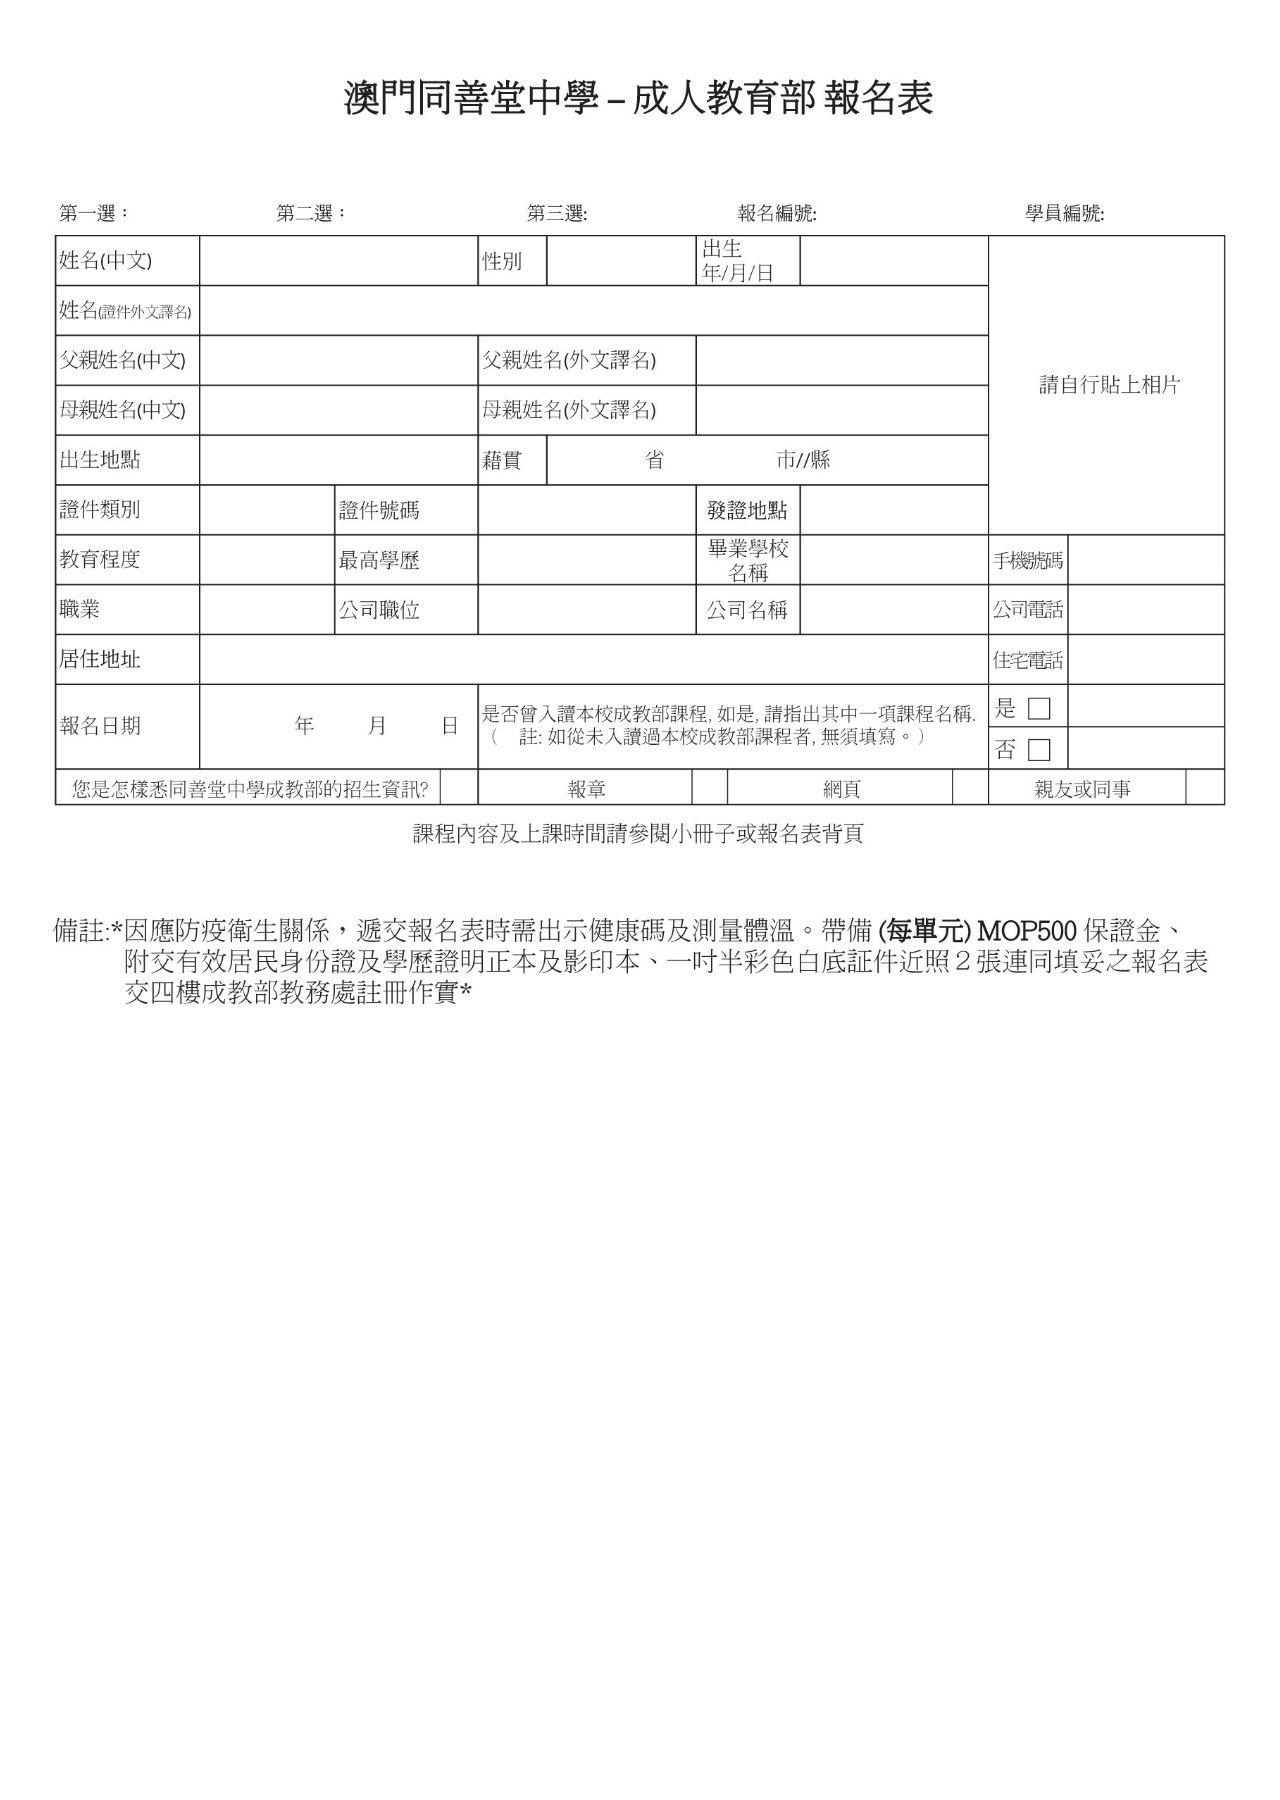 澳門同善堂中學 – 成人教育部 報名表
第一選： 第二選： 第三選: 報名編號: 學員編號:
姓名(中文) 性別 出生
年/月/日
姓名(證件外文譯名)
父親姓名(中文) 父親姓名(外文譯名)
請自行貼上相片
母親姓名(中文) 母親姓名(外文譯名)
出生地點 藉貫 省 市//縣
證件類別 證件號碼 發證地點
教育程度 最高學歷 畢業學校
名稱 手機號碼
職業 公司職位 公司名稱 公司電話
居住地址 住宅電話
報名日期 年 月 日
是否曾入讀本校成教部課程, 如是, 請指出其中一項課程名稱.
（ 註: 如從未入讀過本校成教部課程者, 無須填寫。）
是 □
否 □
您是怎樣悉同善堂中學成教部的招生資訊? 報章 網頁 親友或同事
課程內容及上課時間請參閱小冊子或報名表背頁
備註:*因應防疫衛生關係，遞交報名表時需出示健康碼及測量體溫。帶備 (每單元) MOP500 保證金、
附交有效居民身份證及學歷證明正本及影印本、一吋半彩色白底証件近照２張連同填妥之報名表
交四樓成教部教務處註冊作實*